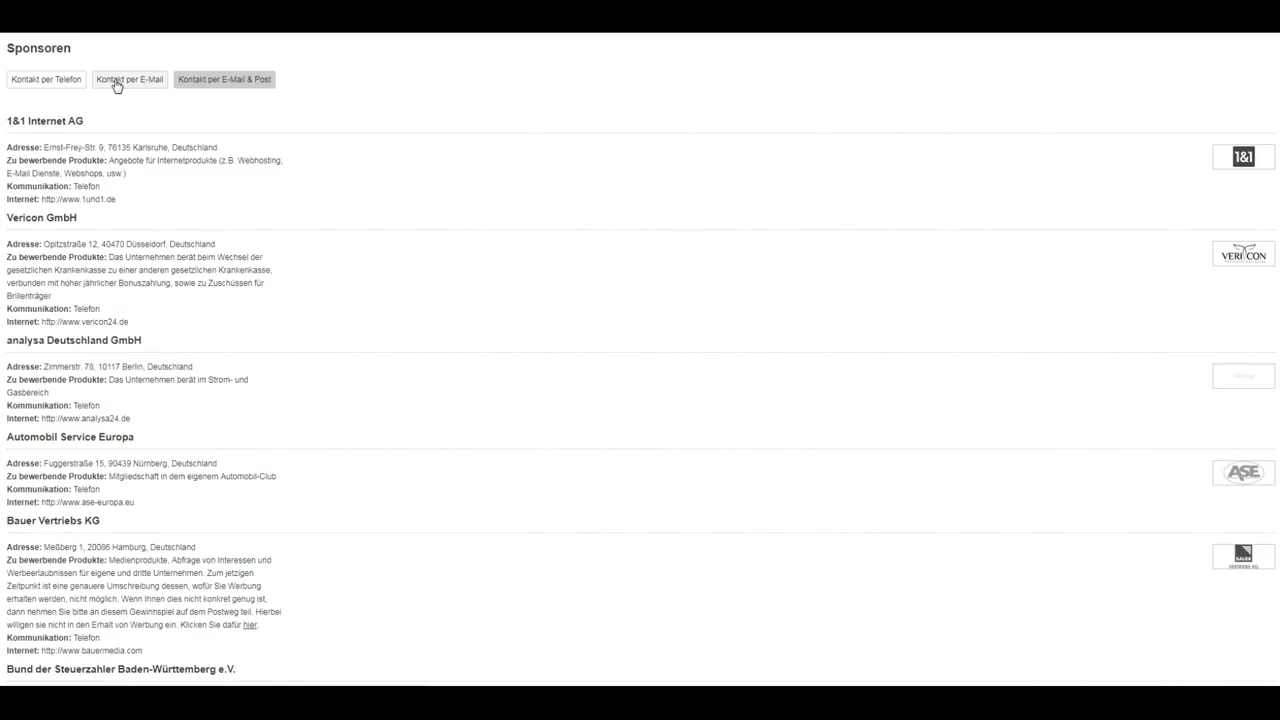 Sponsoren
Kontakt per Telefon
Kontakt per E-Mail
Kontakt per E-Mail & Post
1&1 Internet AG
Adresse: Ernst-Frey-Str. 9, 76135 Karlsruhe, Deutschland
Zu bewerbende Produkte: Angebote für Internetprodukte (z.B. Webhosting,
E-Mail Dienste, Webshops, usw.)
Kommunikation: Telefon
Internet: http://www.1und1.de
1&1
Vericon GmbH
Adresse: Opitzstraße 12, 40470 Düsseldorf, Deutschland
Zu bewerbende Produkte: Das Unternehmen berät beim Wechsel der
gesetzlichen Krankenkasse zu einer anderen gesetzlichen Krankenkasse,
verbunden mit hoher jährlicher Bonuszahlung, sowie zu Zuschüssen für
Brillenträger
Kommunikation: Telefon
Internet: http://www.vericon24.de
VERICON
analysa Deutschland GmbH
Adresse: Zimmerstr. 78, 10117 Berlin, Deutschland
Zu bewerbende Produkte: Das Unternehmen berät im Strom- und
Gasbereich
Kommunikation: Telefon
Internet: http://www.analysa24.de
Automobil Service Europa
Adresse: Fuggerstraße 15, 90439 Nürnberg, Deutschland
Zu bewerbende Produkte: Mitgliedschaft in dem eigenem Automobil-Club
Kommunikation: Telefon
Internet: http://www.ase-europa.eu
ASE
Bauer Vertriebs KG
Adresse: Meßberg 1, 20086 Hamburg, Deutschland
Zu bewerbende Produkte: Medienprodukte, Abfrage von Interessen und
Werbeerlaubnissen für eigene und dritte Unternehmen. Zum jetzigen
Zeitpunkt ist eine genauere Umschreibung dessen, wofür Sie Werbung
erhalten werden, nicht möglich. Wenn Ihnen dies nicht konkret genug ist,
dann nehmen Sie bitte an diesem Gewinnspiel auf dem Postweg teil. Hierbei
willigen sie nicht in den Erhalt von Werbung ein. Klicken Sie dafür hier.
Kommunikation: Telefon
Internet: http://www.bauermedia.com
BAUER
VERTRIEBS KG
Bund der Steuerzahler Baden-Württemberg e.V.